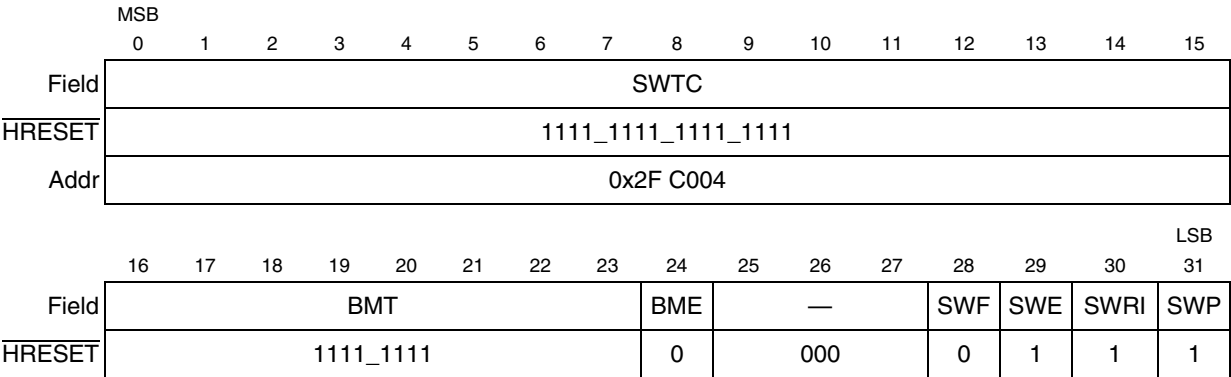 MSB
0 1 2 3 4 5 6 7 8 9 10 11 12 13 14 15
Field SWTC
HRESET 1111_1111_1111_1111
Addr 0x2F C004
LSB
16 17 18 19 20 21 22 23 24 25 26 27 28 29 30 31
Field BMT BME — SWF SWE SWRI SWP
HRESET 1111_1111 0 000 0 1 1 1